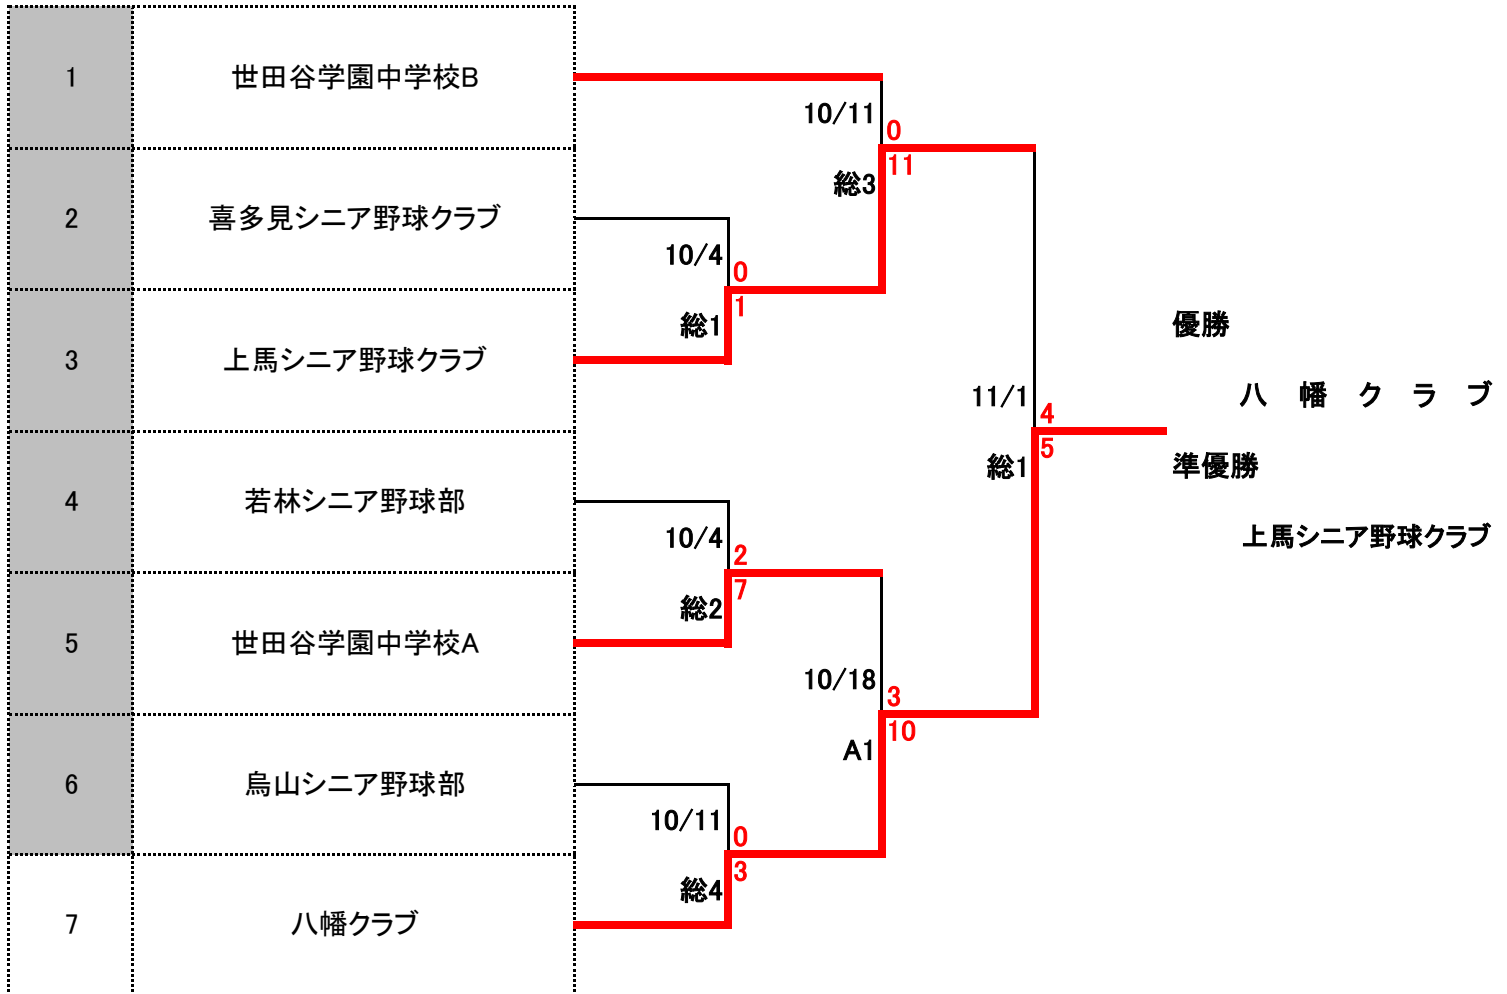 1 世田谷学園中学校B
10/11
0
11
総3
2 喜多見シニア野球クラブ
10/4
0
1
総1
3 上馬シニア野球クラブ
優勝
八幡クラブ
11/1
4
5
総1
準優勝
上馬シニア野球クラブ
4 若林シニア野球部
10/4
2
7
総2
5 世田谷学園中学校A
10/18
3
10
A1
6 烏山シニア野球部
10/11
0
3
総4
7 八幡クラブ